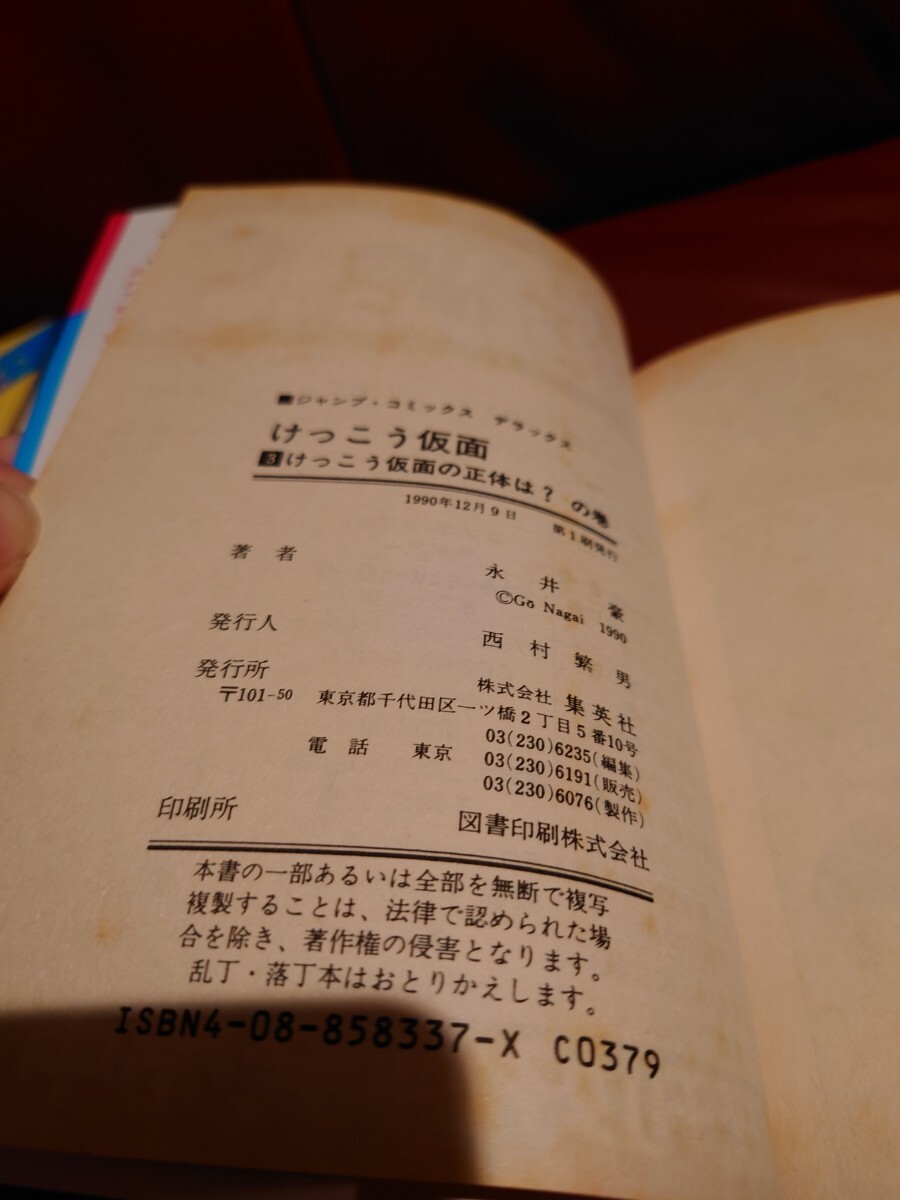 ■ジャンプ・コミックス デラックス
けっこう仮面
3けっこう仮面の正体は? の巻
1990年12月9日 第1刷発行
著者 永井豪
©Gō Nagai 1990
発行人 西村繁男
発行所 株式会社 集英社
〒101-50 東京都千代田区一ツ橋2丁目5番10号
03(230)6235(編集)
電話 東京 03(230)6191(販売)
03(230)6076(製作)
印刷所 図書印刷株式会社
本書の一部あるいは全部を無断で複写
複製することは、法律で認められた場
合を除き、著作権の侵害となります。
乱丁・落丁本はおとりかえします。
ISBN4-08-858337-X C0379